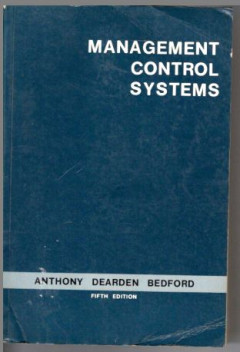 MANAGEMENT
CONTROL
SYSTEMS
ANTHONY DEARDEN BEDFORD
FIFTH EDITION